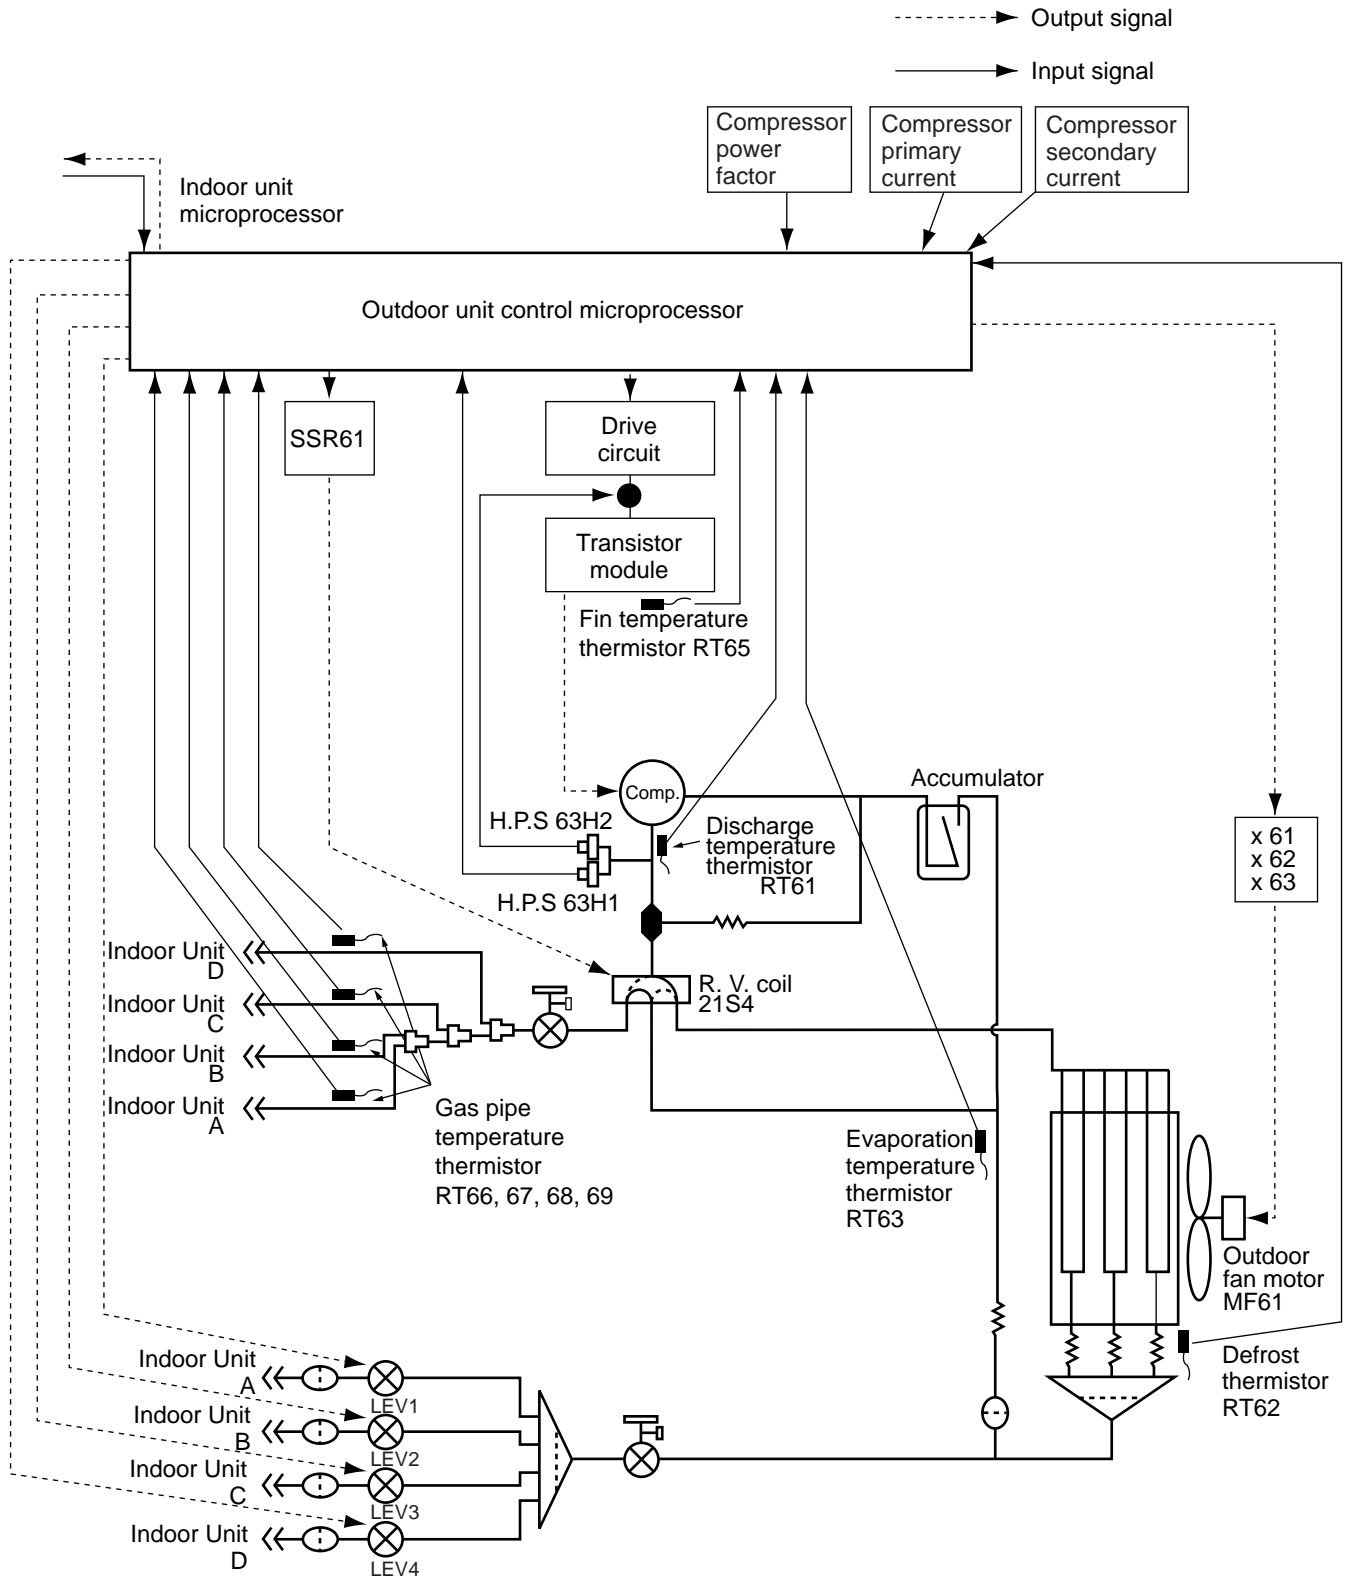 Output signal
Input signal
Compressor
power
factor
Compressor
primary
current
Compressor
secondary
current
Indoor unit
microprocessor
Outdoor unit control microprocessor
SSR61
Drive
circuit
Transistor
module
Fin temperature
thermistor RT65
Comp.
Accumulator
H.P.S 63H2
Discharge
temperature
thermistor
RT61
H.P.S 63H1
x 61
x 62
x 63
Indoor Unit
D
Indoor Unit
C
Indoor Unit
B
Indoor Unit
A
R. V. coil
21S4
Gas pipe
temperature
thermistor
RT66, 67, 68, 69
Evaporation
temperature
thermistor
RT63
Outdoor
fan motor
MF61
Defrost
thermistor
RT62
Indoor Unit
A
LEV1
Indoor Unit
B
LEV2
Indoor Unit
C
LEV3
Indoor Unit
D
LEV4